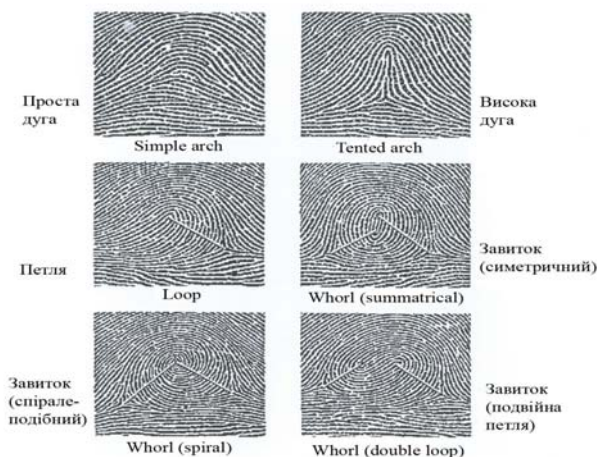 Проста
дуга
Simple arch
Висока
дуга
Tented arch
Петля
Loop
Завиток
(симетричний)
Whorl (summatrical)
Завиток
(спірале-
подібний)
Whorl (spiral)
Завиток
(подвійна
петля)
Whorl (double loop)